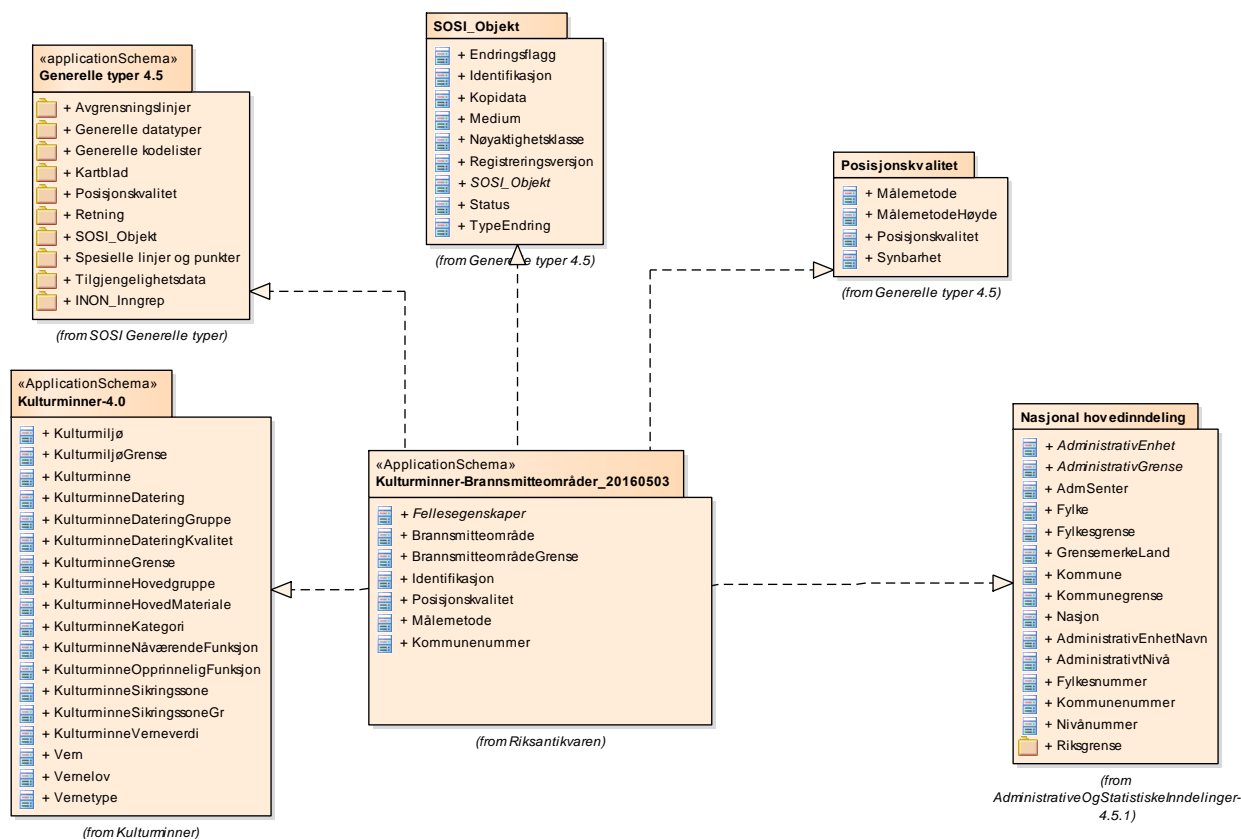 «applicationSchema»
Generelle typer 4.5
+ Avgrensningslinjer
+ Generelle datatyper
+ Generelle kodelister
+ Kartblad
+ Posisjonskvalitet
+ Retning
+ SOSI_Objekt
+ Spesielle linjer og punkter
+ Tilgjengelighetsdata
+ INON_Inngrep
(from SOSI Generelle typer)
SOSI_Objekt
+ Endringsflagg
+ Identifikasjon
+ Kopidata
+ Medium
+ Nøyaktighetsklasse
+ Registreringsversjon
+ SOSI_Objekt
+ Status
+ TypeEndring
(from Generelle typer 4.5)
Posisjonskvalitet
+ Målemetode
+ MålemetodeHøyde
+ Posisjonskvalitet
+ Synbarhet
(from Generelle typer 4.5)
«ApplicationSchema»
Kulturminner-4.0
+ Kulturmiljø
+ KulturmiljøGrense
+ Kulturminne
+ KulturminneDatering
+ KulturminneDateringGruppe
+ KulturminneDateringKvalitet
+ KulturminneGrense
+ KulturminneHovedgruppe
+ KulturminneHovedMateriale
+ KulturminneKategori
+ KulturminneNåværendeFunksjon
+ KulturminneOpprinneligFunksjon
+ KulturminneSikringssone
+ KulturminneSikringssoneGr
+ KulturminneVerneverdi
+ Vern
+ Vernelov
+ Vernetype
(from Kulturminner)
«ApplicationSchema»
Kulturminner-Brannsmitteområder_20160503
+ Fellesegenskaper
+ Brannsmitteområde
+ BrannsmitteområdeGrense
+ Identifikasjon
+ Posisjonskvalitet
+ Målemetode
+ Kommunenummer
(from Riksantikvaren)
Nasjonal hovedinndeling
+ AdministrativEnhet
+ AdministrativGrense
+ AdmSenter
+ Fylke
+ Fylkesgrense
+ GrensemerkeLand
+ Kommune
+ Kommunegrense
+ Nasjon
+ AdministrativEnhetNavn
+ AdministrativtNivå
+ Fylkesnummer
+ Kommunenummer
+ Nivånummer
+ Riksgrense
(from
AdministrativeOgStatistiskeInndelinger-
4.5.1)